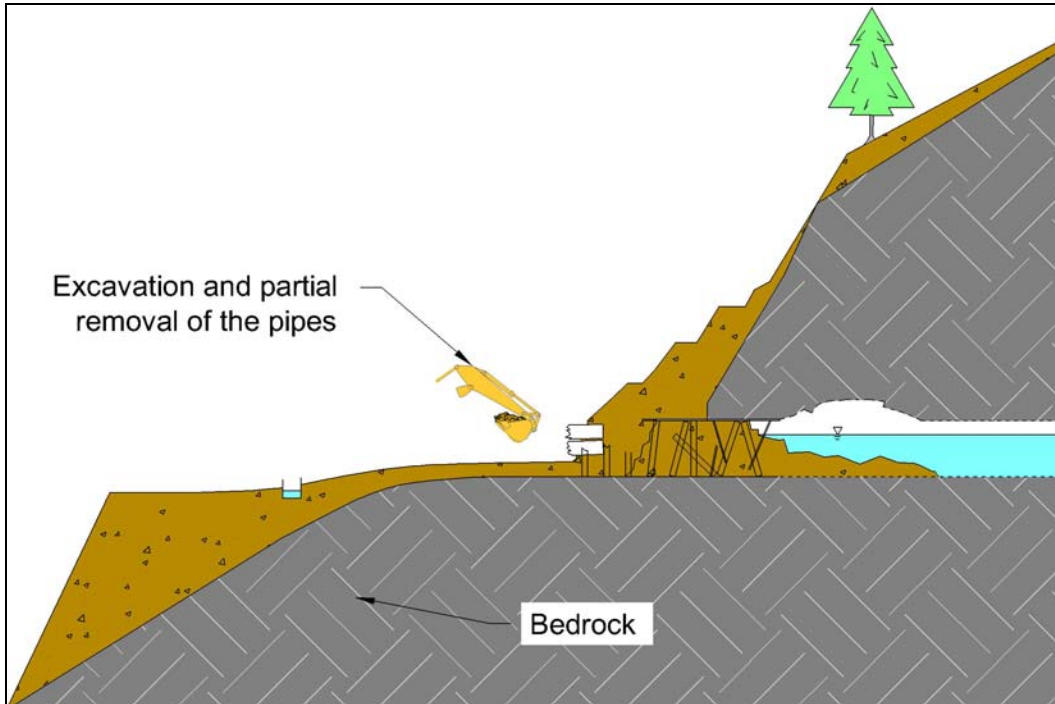 Excavation and partial
removal of the pipes
Bedrock